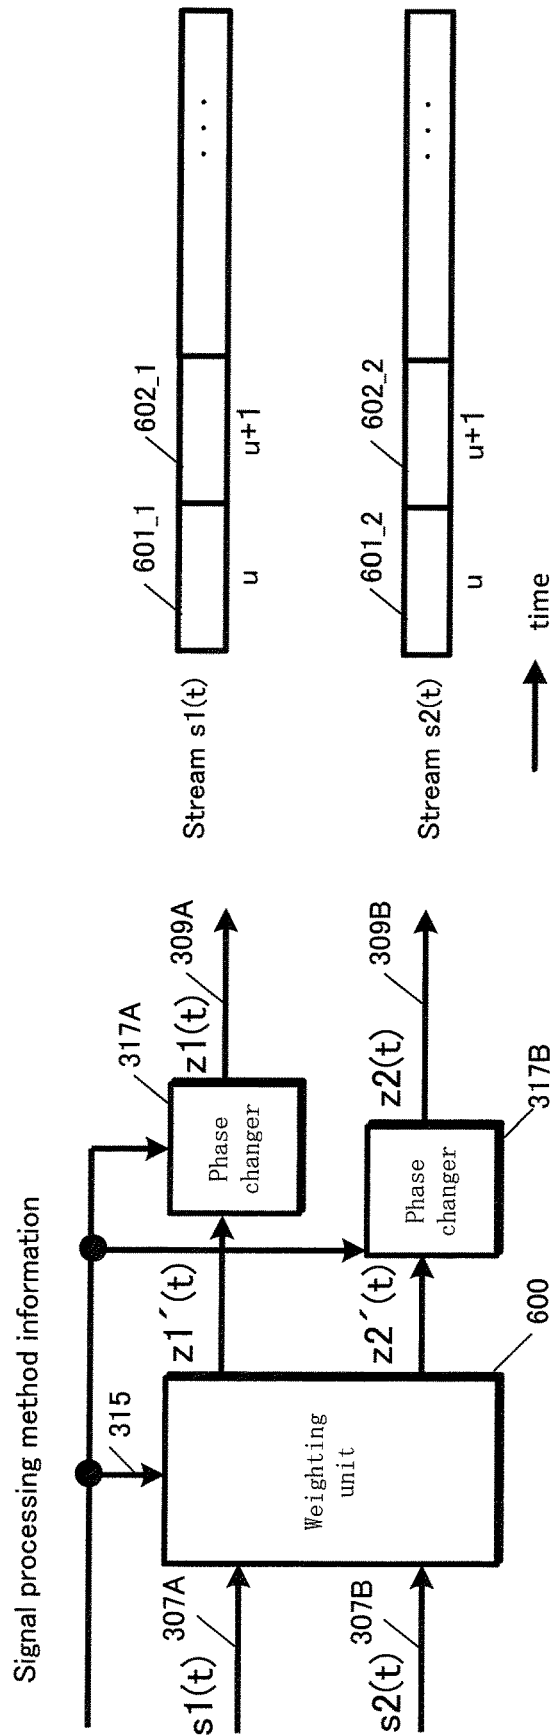 Signal processing method information
315
317A
s1(t)
307A
Weighting
unit
z1´(t)
Phase
changer
z1(t)
309A
s2(t)
307B
z2´(t)
Phase
changer
z2(t)
309B
600
317B
Stream s1(t)
601_1
602_1
. . .
u
u+1
Stream s2(t)
601_2
602_2
. . .
u
u+1
time